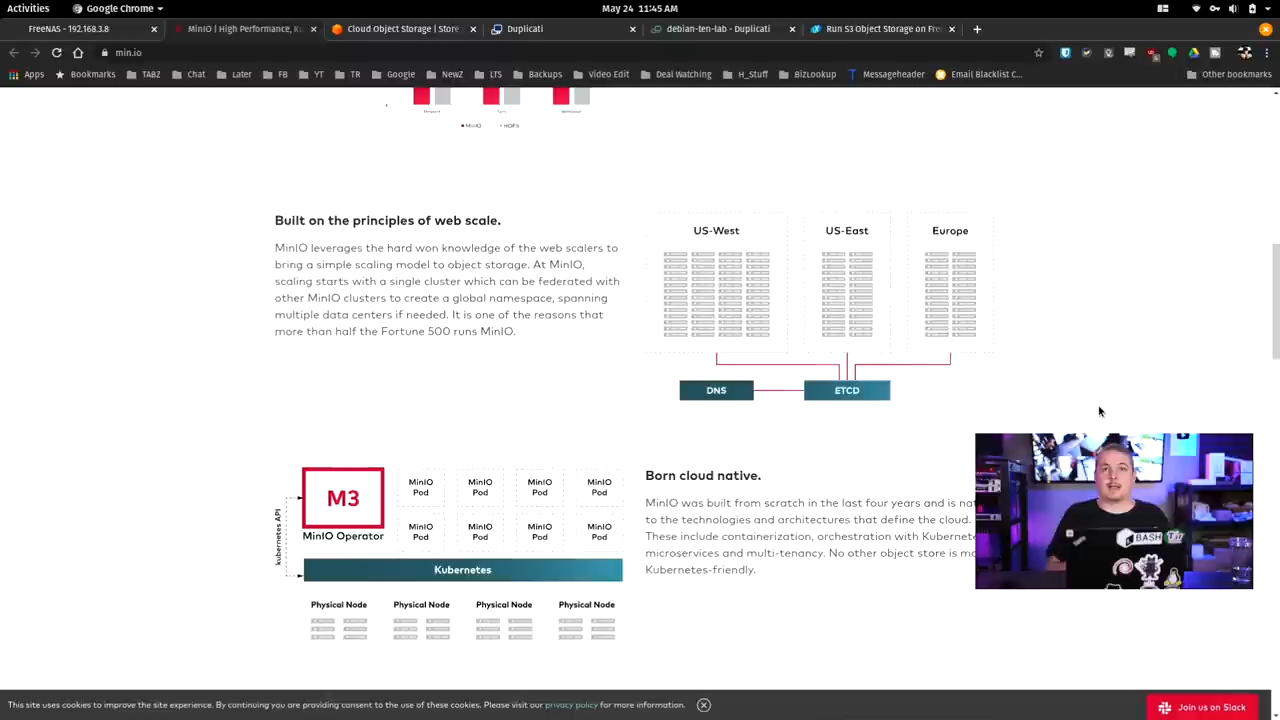 Activities
Google Chrome
May 24 11:45 AM
FreeNAS - 192.168.3.8
MinIO | High Performance, Ku
Cloud Object Storage | Store
Duplicati
debian-ten-lab - Duplicati
Run S3 Object Storage on Fre
min.io
Apps
Bookmarks
TABZ
Chat
Later
FB
YT
TR
Google
NewZ
LTS
Backups
Video Edit
Deal Watching
H_Stuff
BizLookup
Messageheader
Email Blacklist C...
Other bookmarks
MinIO
HDFS
Built on the principles of web scale.
MinIO leverages the hard won knowledge of the web scalers to
bring a simple scaling model to object storage. At MinIO,
scaling starts with a single cluster which can be federated with
other MinIO clusters to create a global namespace, spanning
multiple data centers if needed. It is one of the reasons that
more than half the Fortune 500 runs MinIO.
US-West
US-East
Europe
DNS
ETCD
kubernetes API
M3
MinIO Operator
MinIO
Pod
MinIO
Pod
MinIO
Pod
MinIO
Pod
MinIO
Pod
MinIO
Pod
MinIO
Pod
MinIO
Pod
Kubernetes
Physical Node
Physical Node
Physical Node
Physical Node
Born cloud native.
MinIO was built from scratch in the last four years and is nat
to the technologies and architectures that define the cloud.
These include containerization, orchestration with Kubernete
microservices and multi-tenancy. No other object store is mo
Kubernetes-friendly.
BASH
This site uses cookies to improve the site experience. By continuing you are providing consent to the use of these cookies. Please visit our privacy policy for more information.
Join us on Slack